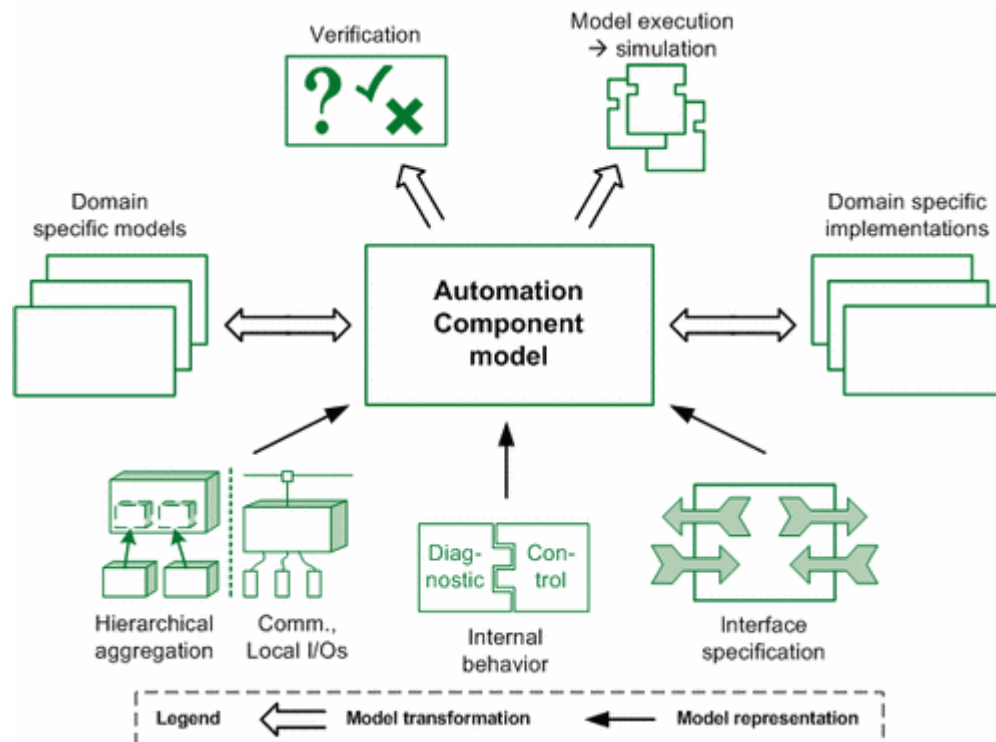 Verification
Model execution
→ simulation
Domain
specific models
Domain specific
implementations
Automation
Component
model
Diag-
nostic
Con-
trol
Hierarchical
aggregation
Comm.,
Local I/Os
Internal
behavior
Interface
specification
Legend
Model transformation
Model representation